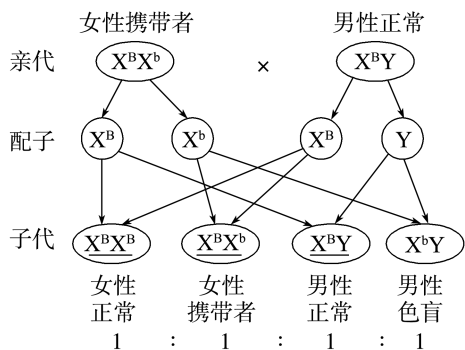 女性携带者 男性正常
亲代 XᴮXᵇ × XᴮY
配子 Xᴮ Xᵇ Xᴮ Y
子代 XᴮXᴮ XᴮXᵇ XᴮY XᵇY
女性 女性 男性 男性
正常 携带者 正常 色盲
1 : 1 : 1 : 1